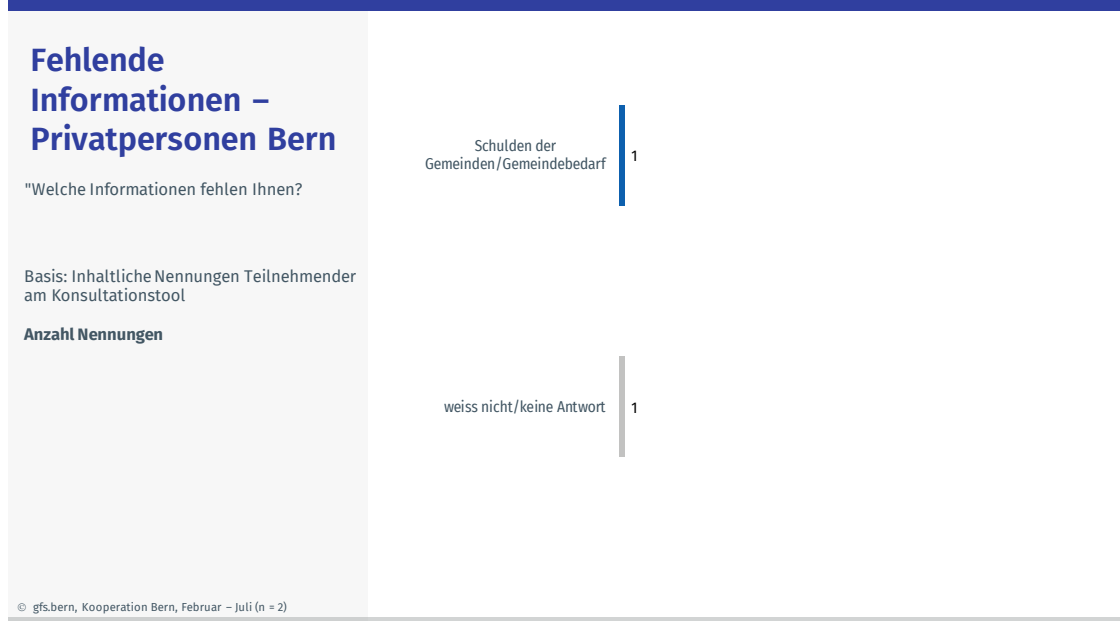 Fehlende
Informationen –
Privatpersonen Bern
"Welche Informationen fehlen Ihnen?
Basis: Inhaltliche Nennungen Teilnehmender
am Konsultationstool
Anzahl Nennungen
Schulden der
Gemeinden/Gemeindebedarf
1
weiss nicht/keine Antwort
1
© gfs.bern, Kooperation Bern, Februar – Juli (n = 2)